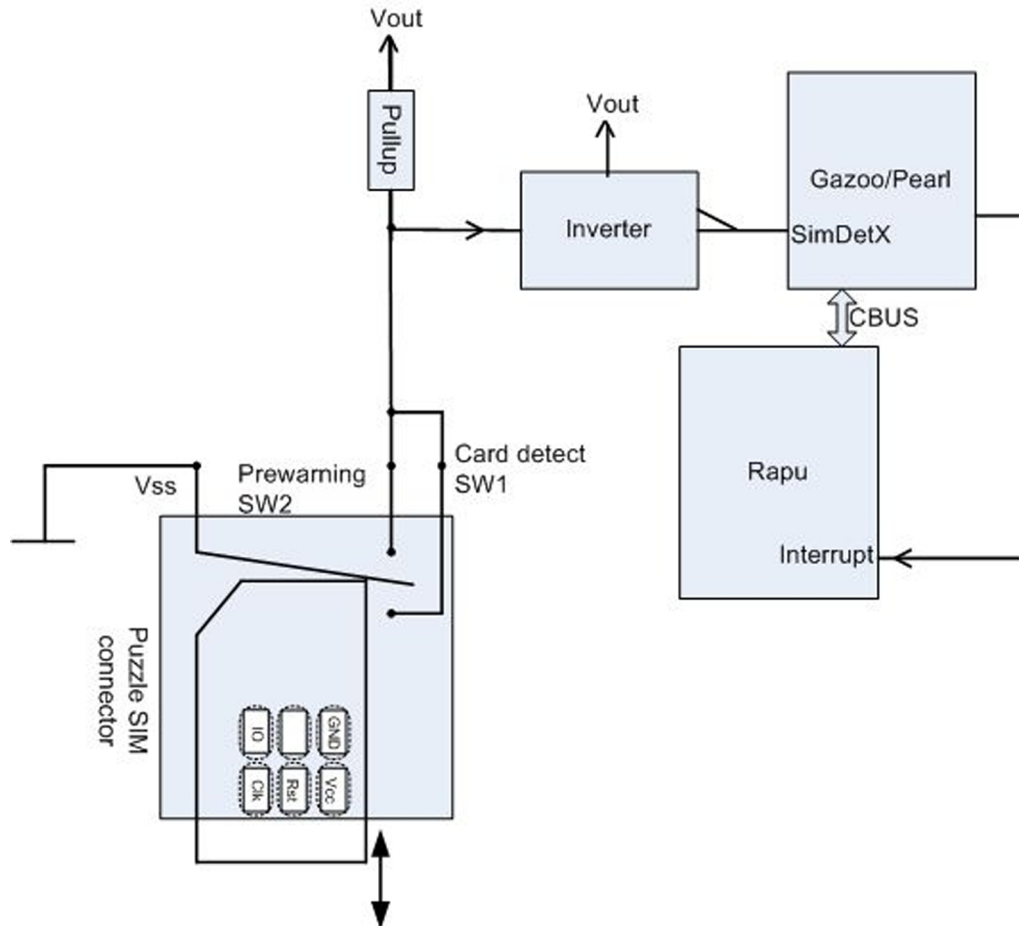 Vout
Pullup
Vout
Inverter
Gazoo/Pearl
SimDetX
CBUS
Rapu
Interrupt
Vss
Prewarning
SW2
Card detect
SW1
Puzzle SIM
connector
IO
GND
Clk
Rst
Vcc